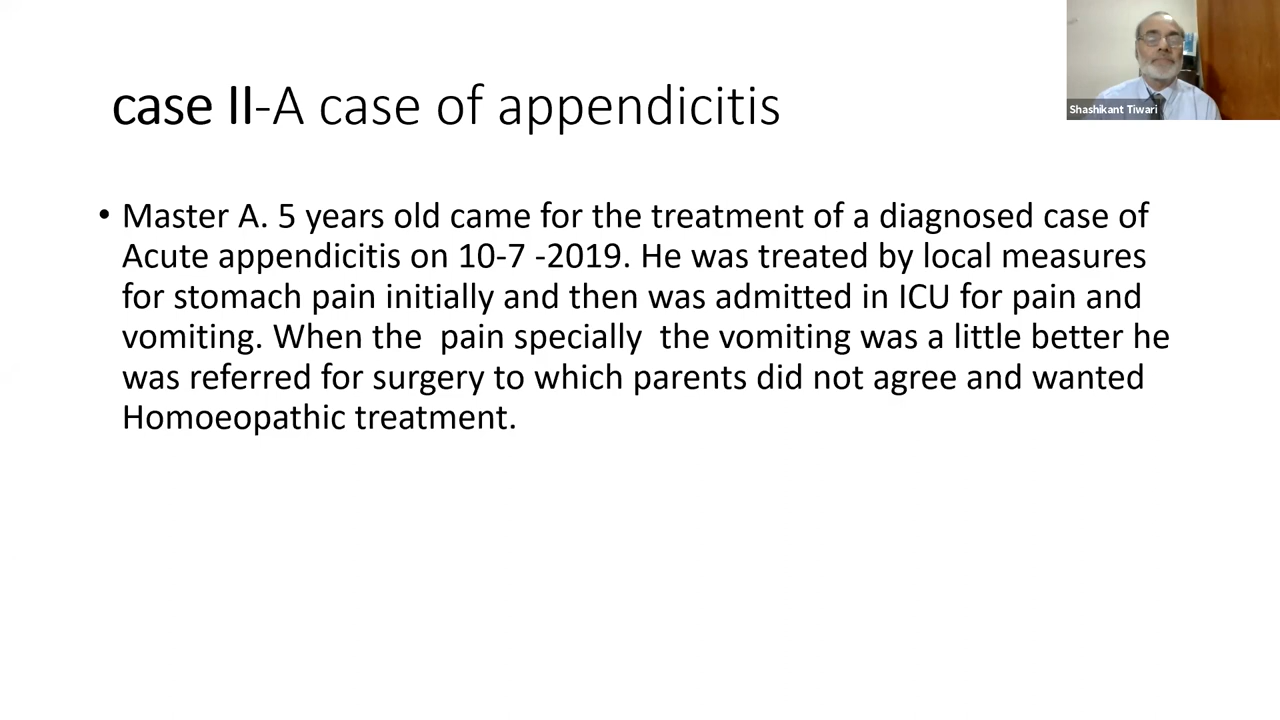 case II-A case of appendicitis
Shashikant Tiwari
• Master A. 5 years old came for the treatment of a diagnosed case of
Acute appendicitis on 10-7 -2019. He was treated by local measures
for stomach pain initially and then was admitted in ICU for pain and
vomiting. When the  pain specially  the vomiting was a little better he
was referred for surgery to which parents did not agree and wanted
Homoeopathic treatment.